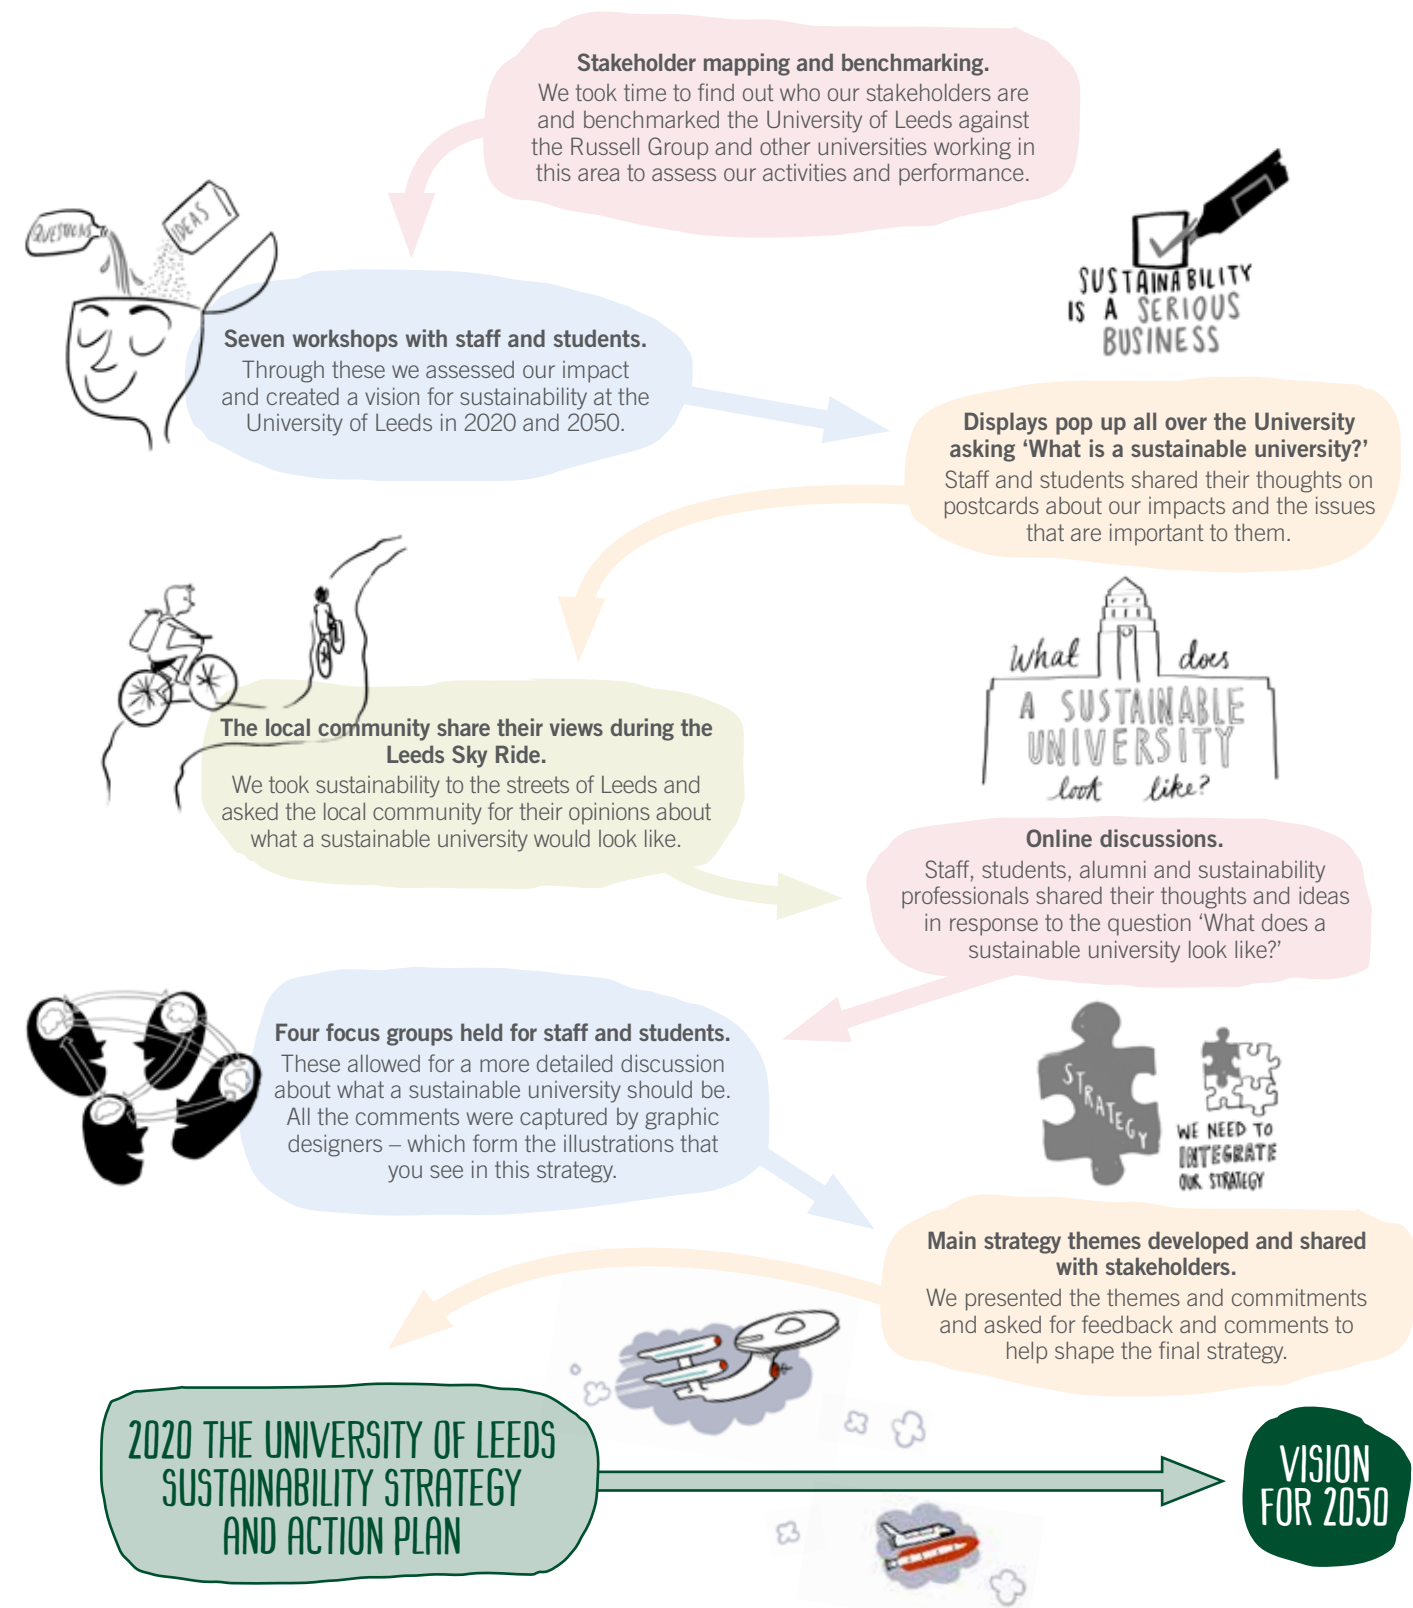 Stakeholder mapping and benchmarking.
We took time to find out who our stakeholders are
and benchmarked the University of Leeds against
the Russell Group and other universities working in
this area to assess our activities and performance.
QUESTIONS
IDEAS
SUSTAINABILITY
IS A SERIOUS
BUSINESS
Seven workshops with staff and students.
Through these we assessed our impact
and created a vision for sustainability at the
University of Leeds in 2020 and 2050.
Displays pop up all over the University
asking ‘What is a sustainable university?’
Staff and students shared their thoughts on
postcards about our impacts and the issues
that are important to them.
What does
A SUSTAINABLE
UNIVERSITY
look like?
The local community share their views during the
Leeds Sky Ride.
We took sustainability to the streets of Leeds and
asked the local community for their opinions about
what a sustainable university would look like.
Online discussions.
Staff, students, alumni and sustainability
professionals shared their thoughts and ideas
in response to the question ‘What does a
sustainable university look like?’
Four focus groups held for staff and students.
These allowed for a more detailed discussion
about what a sustainable university should be.
All the comments were captured by graphic
designers – which form the illustrations that
you see in this strategy.
STRATEGY
WE NEED TO
INTEGRATE
OUR STRATEGY
Main strategy themes developed and shared
with stakeholders.
We presented the themes and commitments
and asked for feedback and comments to
help shape the final strategy.
2020 THE UNIVERSITY OF LEEDS
SUSTAINABILITY STRATEGY
AND ACTION PLAN
VISION
FOR 2050